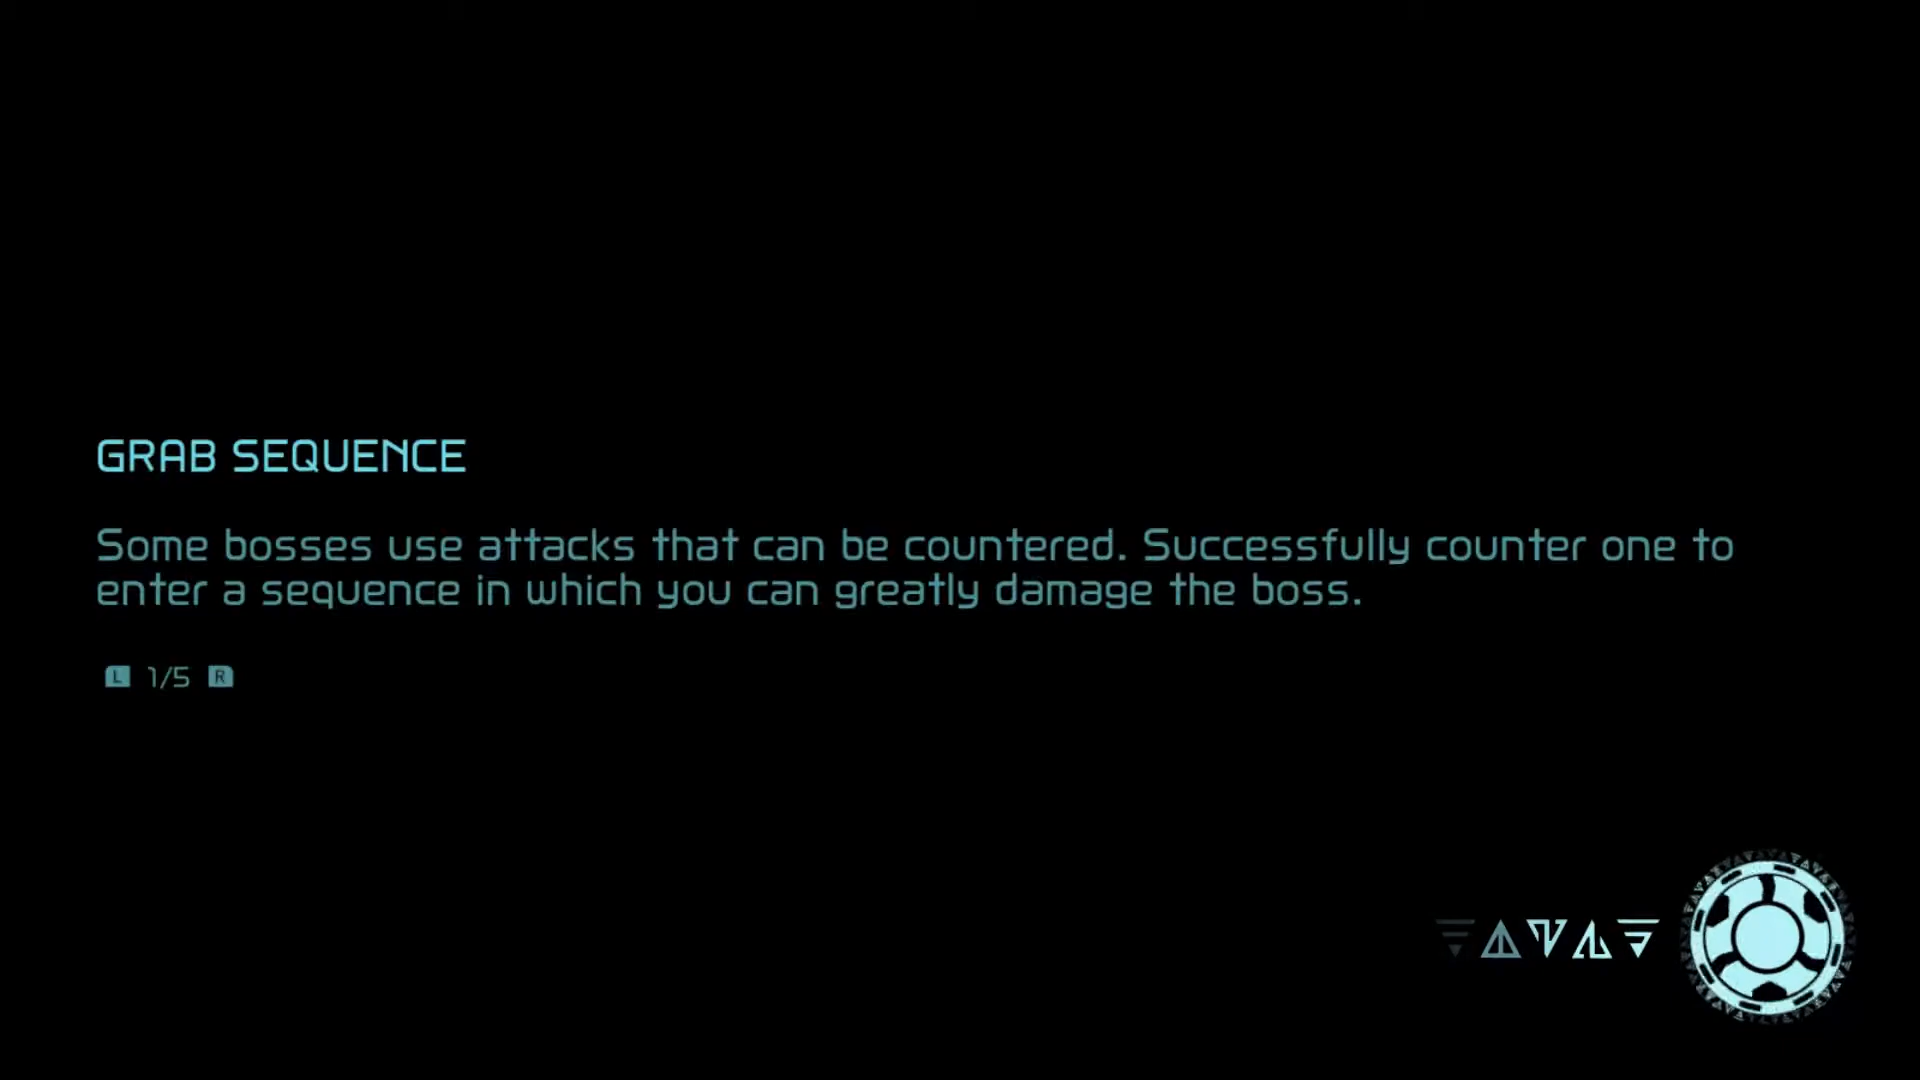 GRAB SEQUENCE
Some bosses use attacks that can be countered. Successfully counter one to
enter a sequence in which you can greatly damage the boss.
L 1/5 R